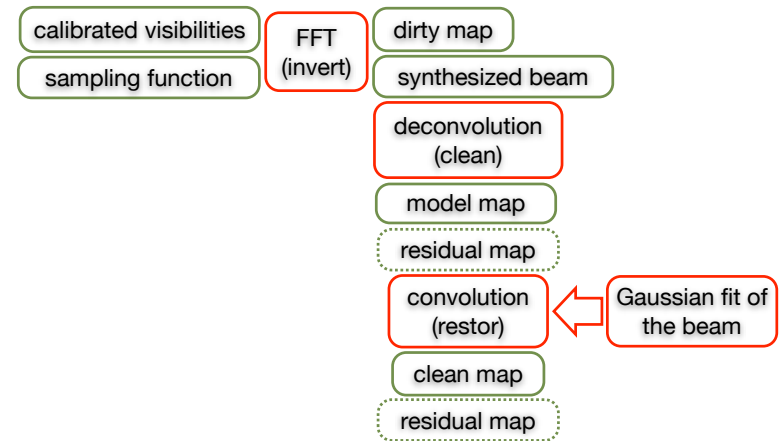 calibrated visibilities
FFT
(invert)
dirty map
sampling function
synthesized beam
deconvolution
(clean)
model map
residual map
convolution
(restor)
Gaussian fit of
the beam
clean map
residual map